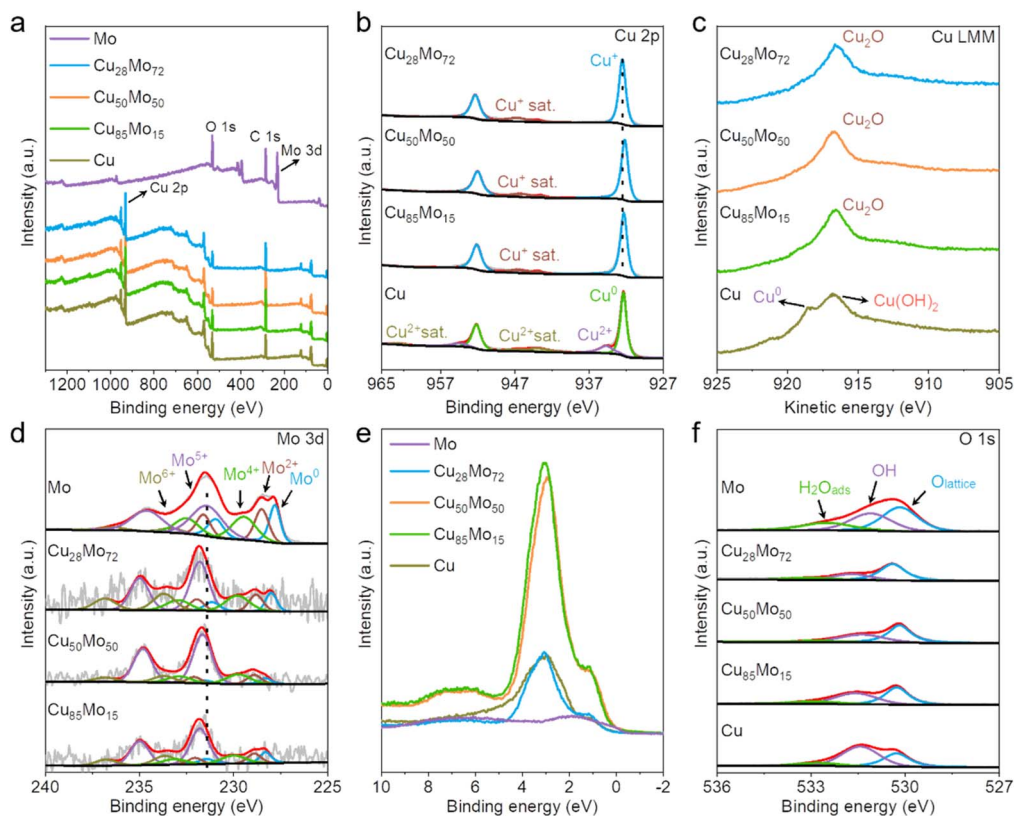 a
Mo
Cu₂₈Mo₇₂
Cu₅₀Mo₅₀
Cu₈₅Mo₁₅
Cu
O 1s
C 1s
Mo 3d
Cu 2p
Intensity (a.u.)
1300
1000
800
600
400
200
0
Binding energy (eV)
b
Cu 2p
Cu₂₈Mo₇₂
Cu⁺
Cu⁺ sat.
Cu₅₀Mo₅₀
Cu⁺ sat.
Cu₈₅Mo₁₅
Cu⁺ sat.
Cu
Cu⁰
Cu²⁺sat.
Cu²⁺sat.
Cu²⁺
Intensity (a.u.)
965
957
947
937
927
Binding energy (eV)
c
Cu LMM
Cu₂O
Cu₂₈Mo₇₂
Cu₂O
Cu₅₀Mo₅₀
Cu₂O
Cu₈₅Mo₁₅
Cu
Cu⁰
Cu(OH)₂
Intensity (a.u.)
925
920
915
910
905
Kinetic energy (eV)
d
Mo 3d
Mo⁶⁺
Mo⁵⁺
Mo⁴⁺
Mo²⁺
Mo⁰
Mo
Cu₂₈Mo₇₂
Cu₅₀Mo₅₀
Cu₈₅Mo₁₅
Intensity (a.u.)
240
235
230
225
Binding energy (eV)
e
Mo
Cu₂₈Mo₇₂
Cu₅₀Mo₅₀
Cu₈₅Mo₁₅
Cu
Intensity (a.u.)
10
8
6
4
2
0
-2
Binding energy (eV)
f
O 1s
OH
H₂Oads
Olattice
Mo
Cu₂₈Mo₇₂
Cu₅₀Mo₅₀
Cu₈₅Mo₁₅
Cu
Intensity (a.u.)
536
533
530
527
Binding energy (eV)